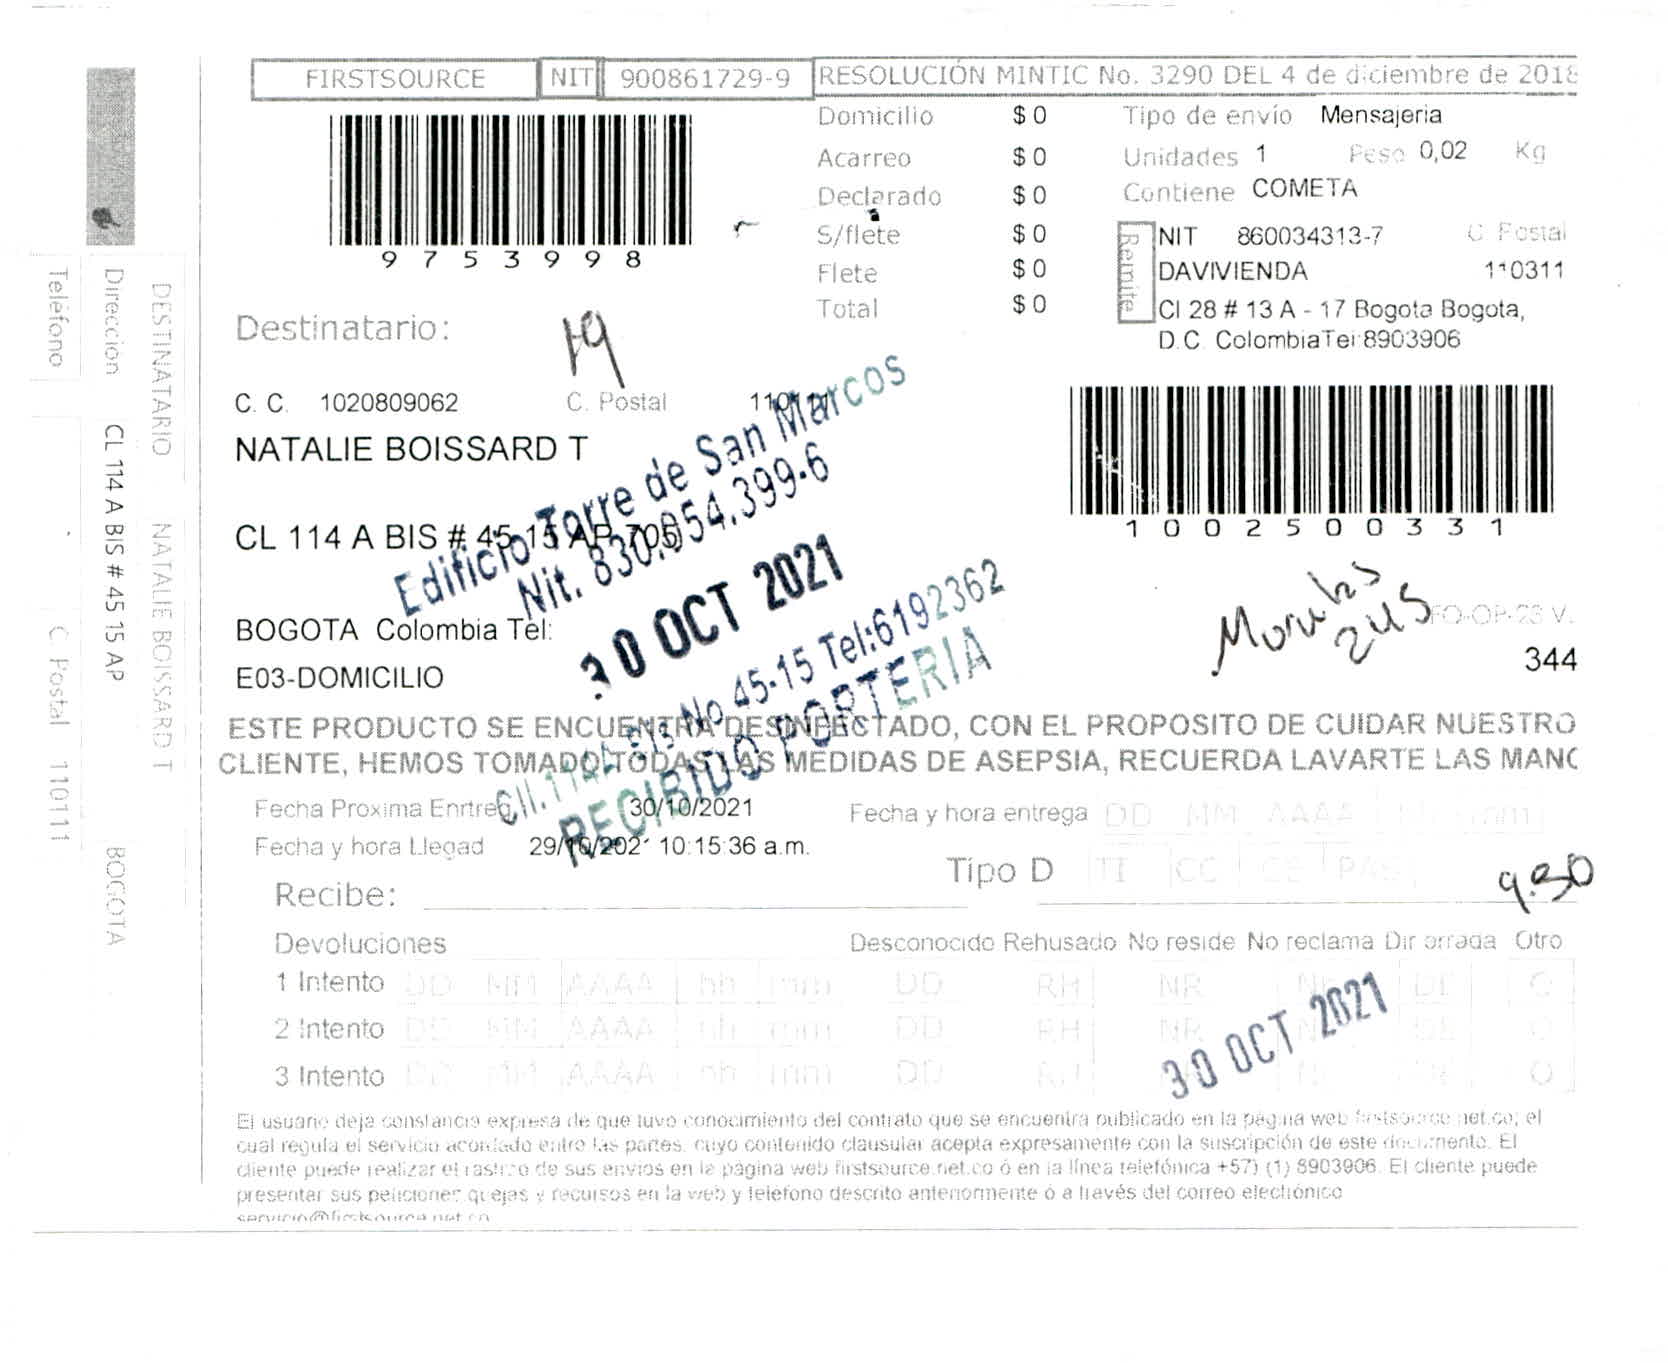 FIRSTSOURCE NIT 900861729-9 RESOLUCIÓN MINTIC No. 3290 DEL 4 de diciembre de 2018
9753998
Domicilio $ 0
Acarreo $ 0
Declarado $ 0
S/flete $ 0
Flete $ 0
Total $ 0
Tipo de envío Mensajeria
Unidades 1 Peso 0,02 Kg
Contiene COMETA
Remite
NIT 860034313-7 C Postal
DAVIVIENDA 110311
Cl 28 # 13 A - 17 Bogota Bogota,
D.C. Colombia Tel 8903906
1002500331
Destinatario:
19
C. C. 1020809062 C. Postal 110111
NATALIE BOISSARD T
CL 114 A BIS # 45-15 AP 705
BOGOTA Colombia Tel:
E03-DOMICILIO
Edificio Torre de San Marcos
Nit. 830.054.399-6
30 OCT 2021
Cll. 114A Bis No 45-15 Tel:6192362
RECIBIDO PORTERIA
FO-OP-23 V.
344
ESTE PRODUCTO SE ENCUENTRA DESINFECTADO, CON EL PROPOSITO DE CUIDAR NUESTRO
CLIENTE, HEMOS TOMADO TODAS LAS MEDIDAS DE ASEPSIA, RECUERDA LAVARTE LAS MANO
Fecha Proxima Enrtreg 30/10/2021
Fecha y hora entrega DD MM AAAA hh mm
Fecha y hora Llegad 29/10/2021 10:15:36 a.m.
Tipo D TI CC CE PAS
9:30
Recibe:
Devoluciones Desconocido Rehusado No reside No reclama Dir errada Otro
1 Intento DD MM AAAA hh mm DD RH NR NR DE O
2 Intento DD MM AAAA hh mm DD RH NR NR DE O
3 Intento DD MM AAAA hh mm DD RH NR NR DE O
30 OCT 2021
El usuario deja constancia expresa de que tuvo conocimiento del contrato que se encuentra publicado en la página web firstsource.net.co; el
cual regula el servicio acordado entre las partes, cuyo contenido clausular acepta expresamente con la suscripción de este documento. El
cliente puede realizar el rastreo de sus envios en la página web firstsource.net.co ó en la línea telefónica +57) (1) 8903906. El cliente puede
presentar sus peticiones quejas y recursos en la web y telefono descrito anteriormente ó a través del correo electrónico
servicio@firstsource.net.co
DESTINATARIO NATALIE BOISSARD T
Dirección CL 114 A BIS # 45 15 AP BOGOTA
Teléfono C. Postal 110111